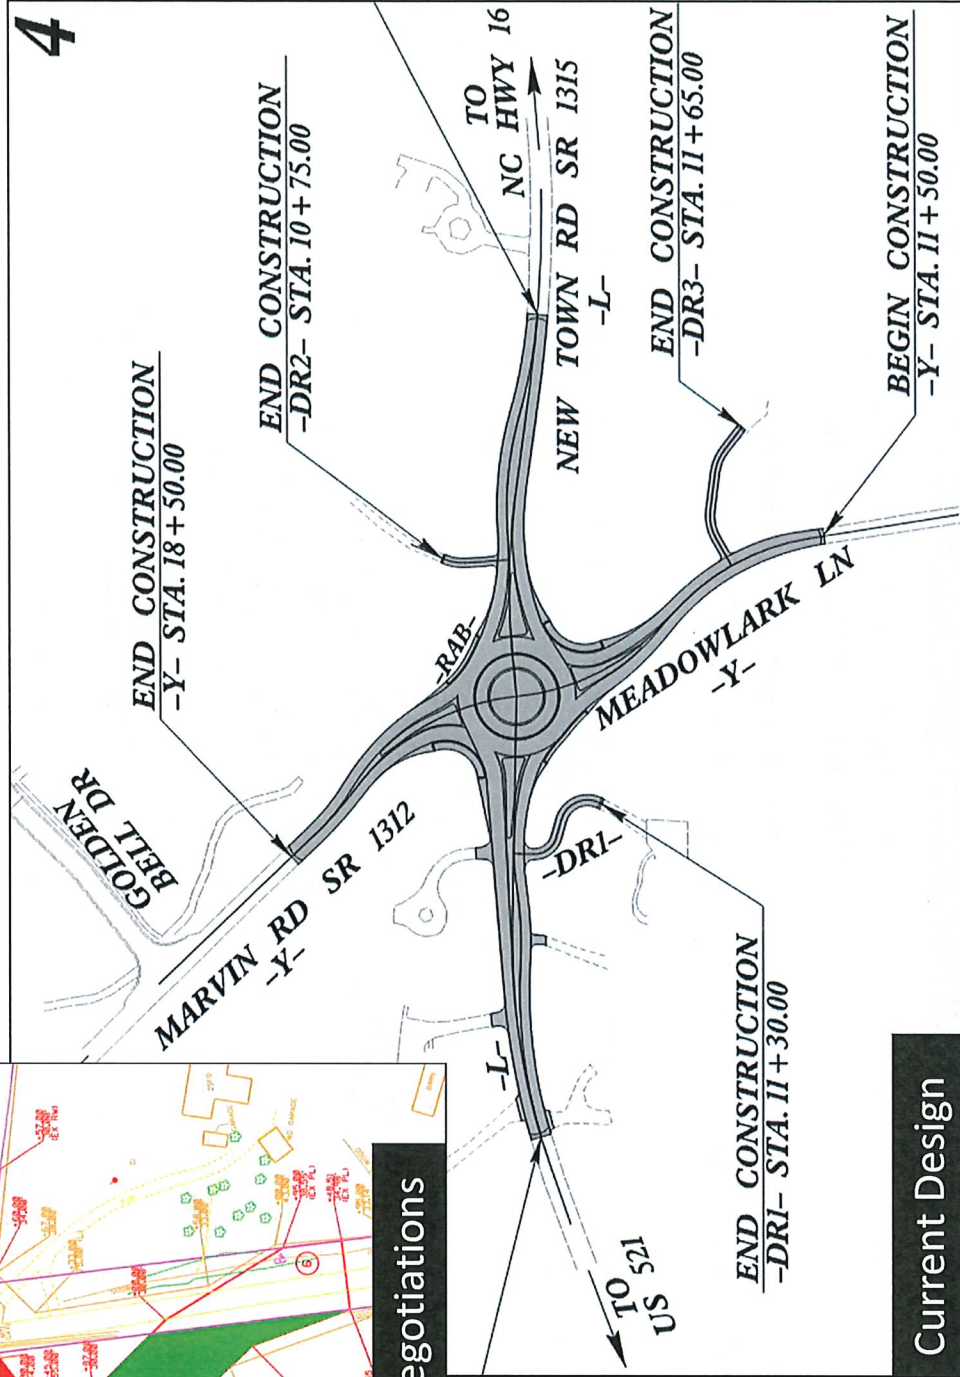 4
END CONSTRUCTION
-Y- STA. 18+50.00
END CONSTRUCTION
-DR2- STA. 10+75.00
TO
NC HWY 16
NEW TOWN RD SR 1315
-L-
END CONSTRUCTION
-DR3- STA. 11+65.00
BEGIN CONSTRUCTION
-Y- STA. 11+50.00
GOLDEN
BELL DR
-RAB-
MARVIN RD SR 1312
-Y-
MEADOWLARK LN
-Y-
-DR1-
-L-
END CONSTRUCTION
-DR1- STA. 11+30.00
TO
US 521
egotiations
6
Current Design